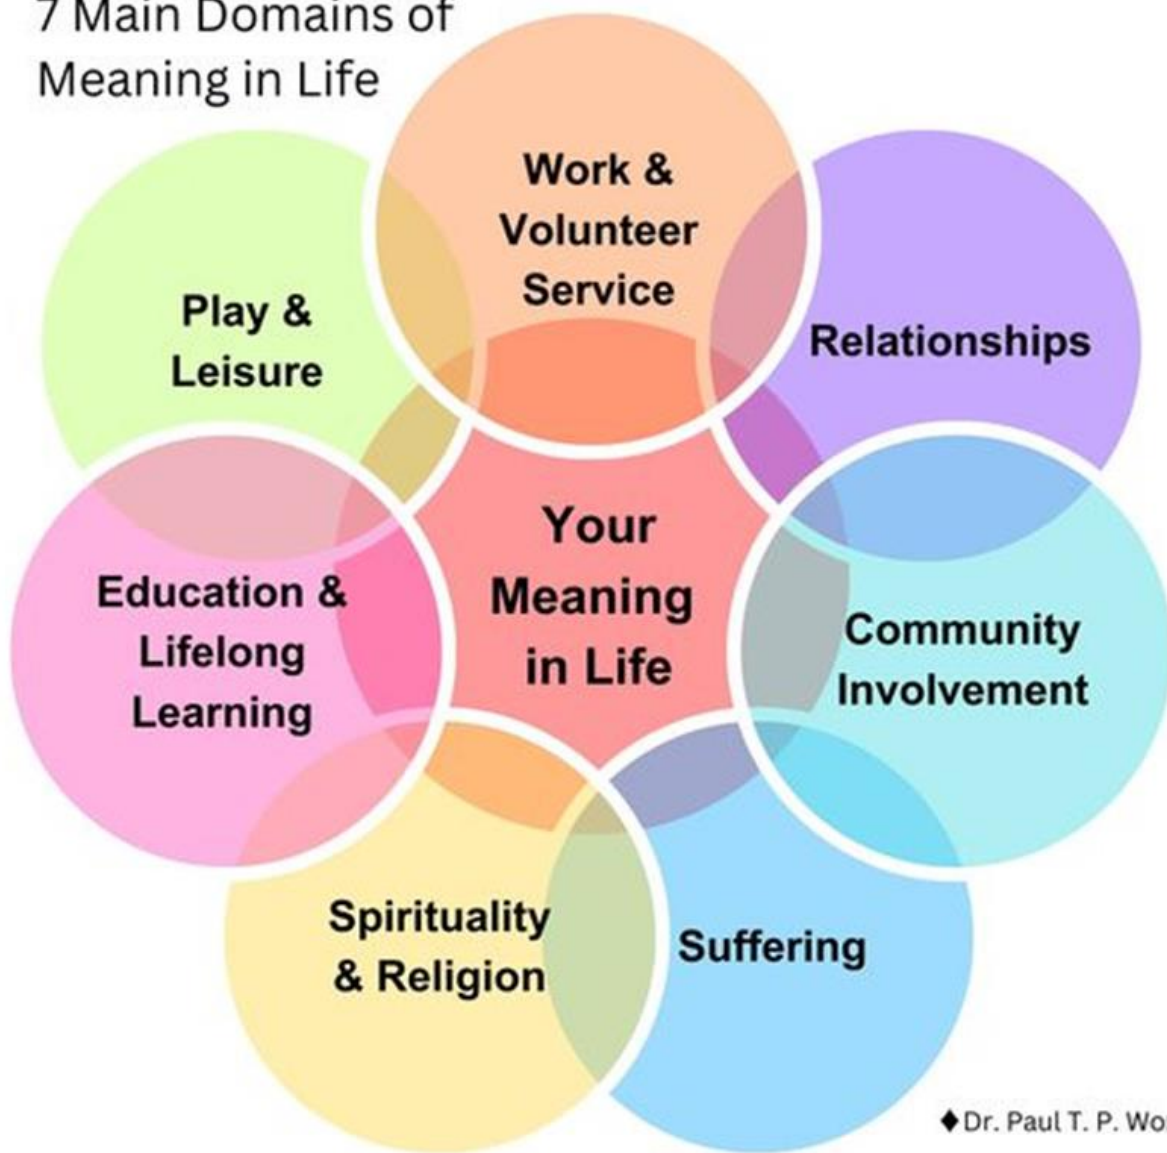 7 Main Domains of
Meaning in Life
Work &
Volunteer
Service
Play &
Leisure
Relationships
Your
Meaning
in Life
Education &
Lifelong
Learning
Community
Involvement
Spirituality
& Religion
Suffering
♦Dr. Paul T. P.